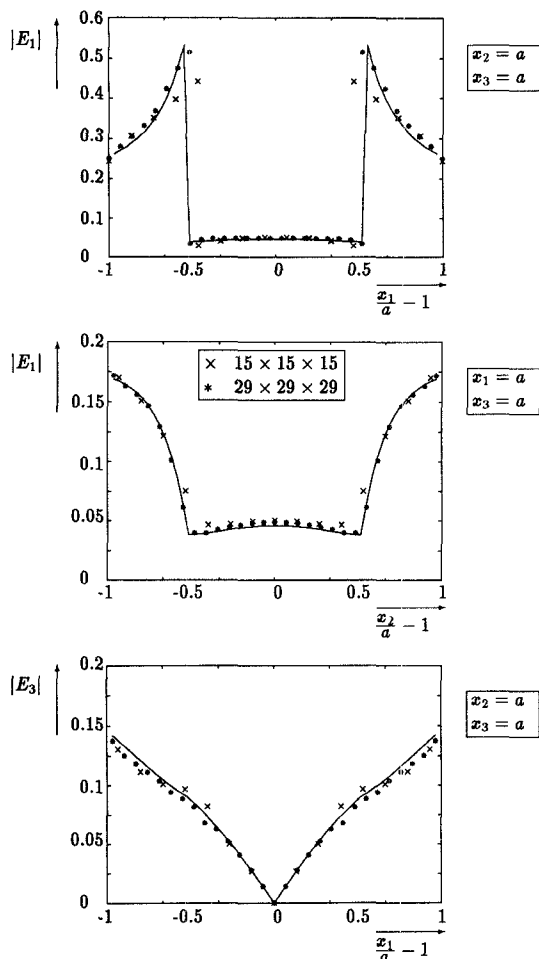 |E₁|
0.6
0.5
0.4
0.3
0.2
0.1
0
-1 -0.5 0 0.5 1
x₁/a − 1
x₂ = a
x₃ = a
|E₁|
0.2
0.15
0.1
0.05
0
-1 -0.5 0 0.5 1
x₂/a − 1
× 15 × 15 × 15
* 29 × 29 × 29
x₁ = a
x₃ = a
|E₃|
0.2
0.15
0.1
0.05
0
-1 -0.5 0 0.5 1
x₁/a − 1
x₂ = a
x₃ = a